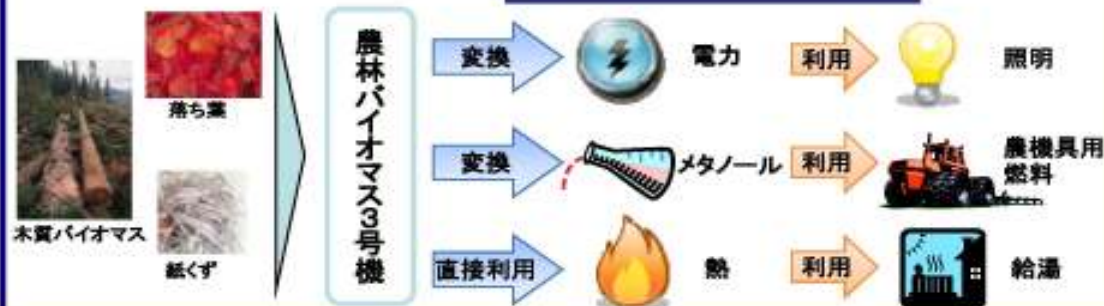 落ち葉
木質バイオマス
紙くず
農林バイオマス3号機
変換
電力
利用
照明
変換
メタノール
利用
農機具用
燃料
直接利用
熱
利用
給湯